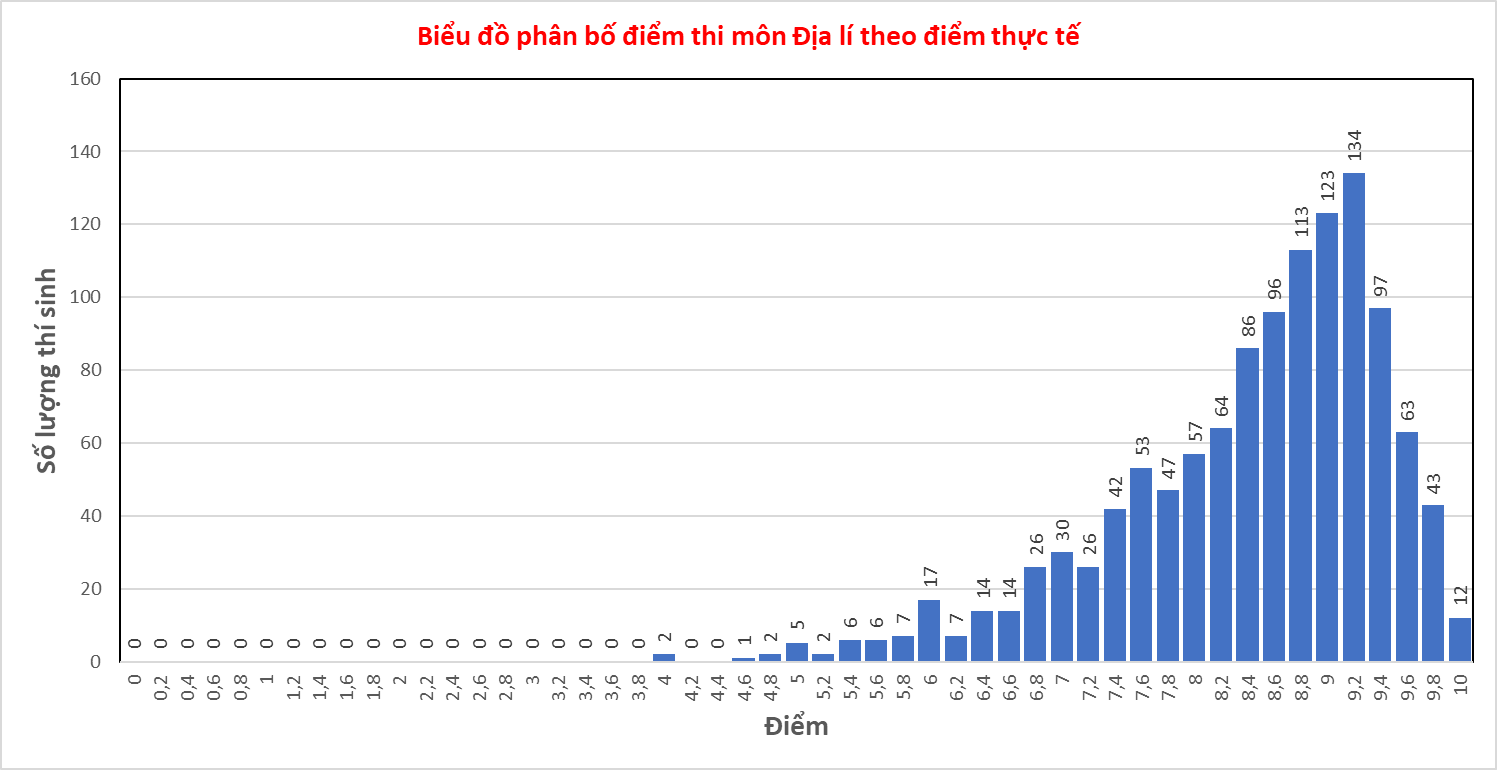 Biểu đồ phân bố điểm thi môn Địa lí theo điểm thực tế
Số lượng thí sinh
160
140
120
100
80
60
40
20
0
0 0 0 0 0 0 0 0 0 0 0 0 0 0 0 0 0 0 0 0 2 0 0 1 2 5 2 6 6 7 17 7 14 14 26 30 26 42 53 47 57 64 86 96 113 123 134 97 63 43 12
0 0,2 0,4 0,6 0,8 1 1,2 1,4 1,6 1,8 2 2,2 2,4 2,6 2,8 3 3,2 3,4 3,6 3,8 4 4,2 4,4 4,6 4,8 5 5,2 5,4 5,6 5,8 6 6,2 6,4 6,6 6,8 7 7,2 7,4 7,6 7,8 8 8,2 8,4 8,6 8,8 9 9,2 9,4 9,6 9,8 10
Điểm